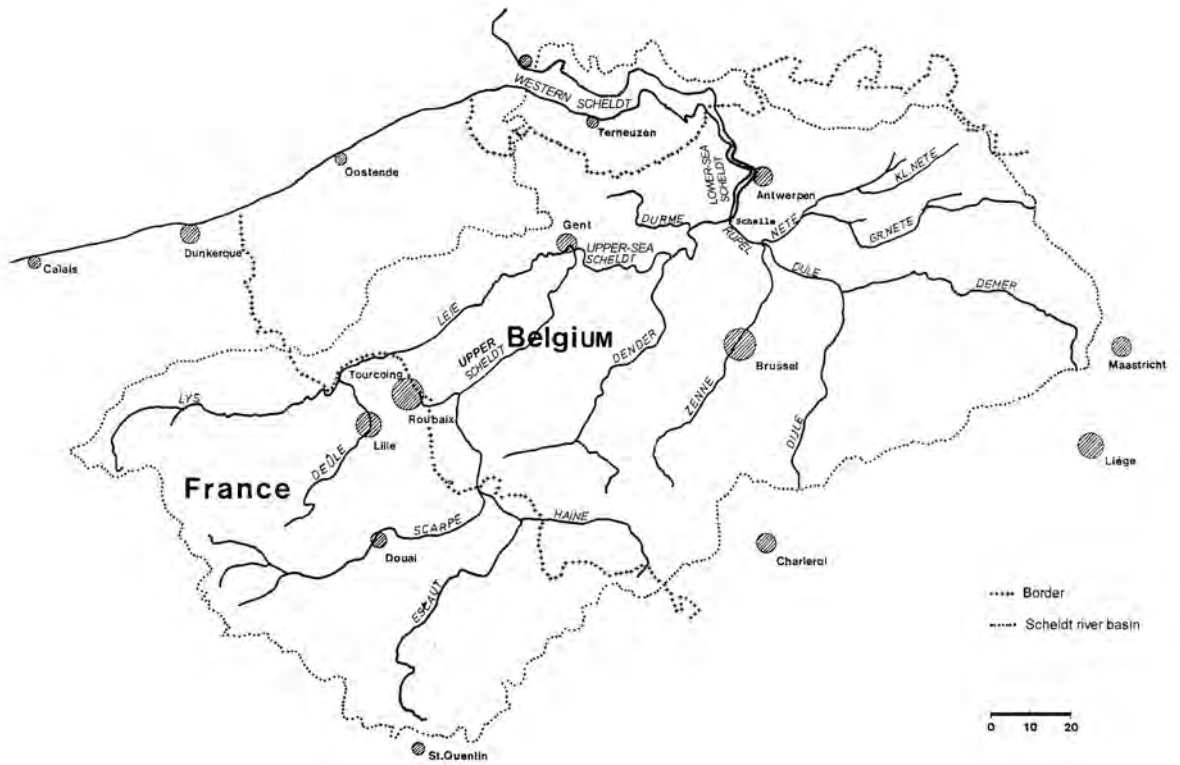 WESTERN
SCHELDT
Terneuzen
Oostende
LOWER-SEA
SCHELDT
Antwerpen
KL.NETE
Schelle
NETE
GR.NETE
DURME
RUPEL
Gent
UPPER-SEA
SCHELDT
Dunkerque
Calais
DIJLE
DEMER
LEIE
UPPER
SCHELDT
BelgiUM
DENDER
Brussel
ZENNE
Maastricht
Tourcoing
LYS
Roubaix
Lille
DIJLE
Liége
DEÛLE
France
SCARPE
HAINE
Douai
Charleroi
ESCAUT
Border
Scheldt river basin
0 10 20
St.Quentin